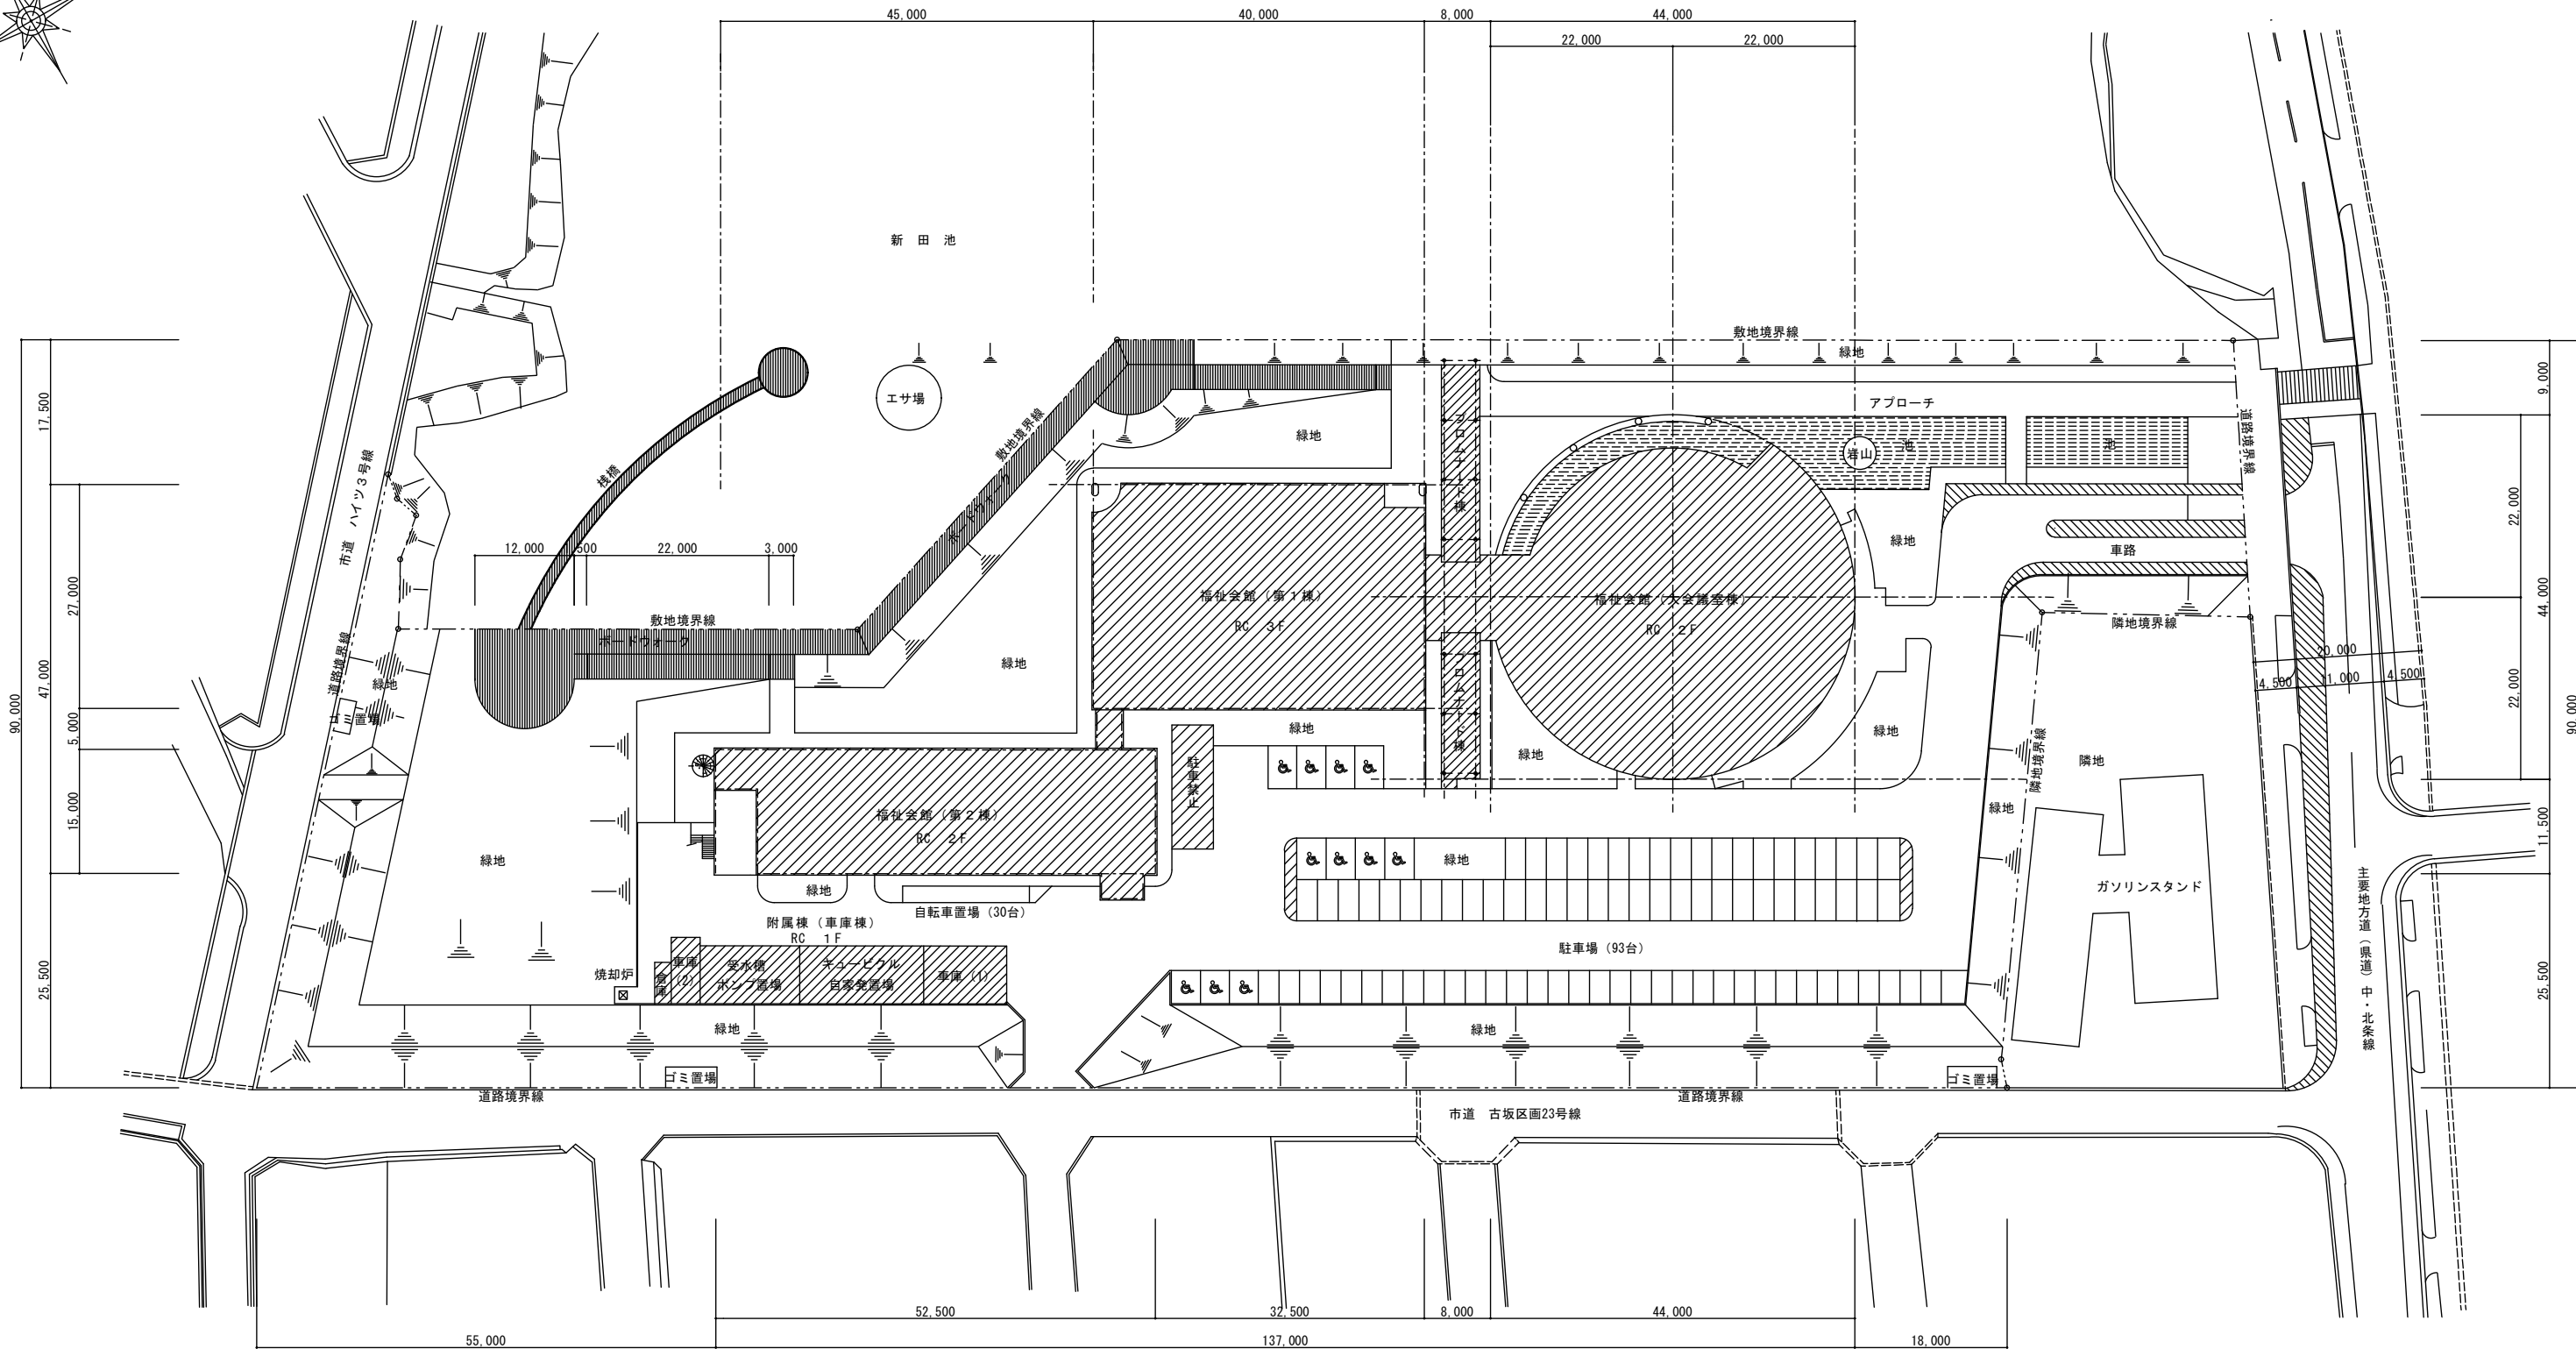 45,000
40,000
8,000
44,000
22,000
22,000
新　田　池
敷地境界線
緑地
エサ場
アプローチ
17,500
9,000
敷地境界線
ボードウォーク
緑地
プロムナード棟
岩山
池
池
道路境界線
桟橋
市道　ハイツ3号線
緑地
車路
22,000
12,000
500
22,000
3,000
27,000
福祉会館（第1棟）
RC　3F
福祉会館（大会議室棟）
RC　2F
敷地境界線
ボードウォーク
隣地境界線
44,000
20,000
4,500
11,000
4,500
道路境界線
緑地
緑地
ゴミ置場
90,000
47,000
5,000
22,000
90,000
緑地
プロムナード棟
緑地
緑地
隣地境界線
隣地
駐車禁止
15,000
福祉会館（第2棟）
RC　2F
緑地
11,500
緑地
緑地
緑地
ガソリンスタンド
自転車置場（30台）
附属棟（車庫棟）
RC　1F
主要地方道（県道）中・北条線
駐車場（93台）
焼却炉
倉庫
車庫
(2)
受水槽
ポンプ置場
キュービクル
自家発置場
車庫（1）
25,500
25,500
緑地
緑地
ゴミ置場
ゴミ置場
道路境界線
道路境界線
市道　古坂区画23号線
52,500
32,500
8,000
44,000
55,000
137,000
18,000